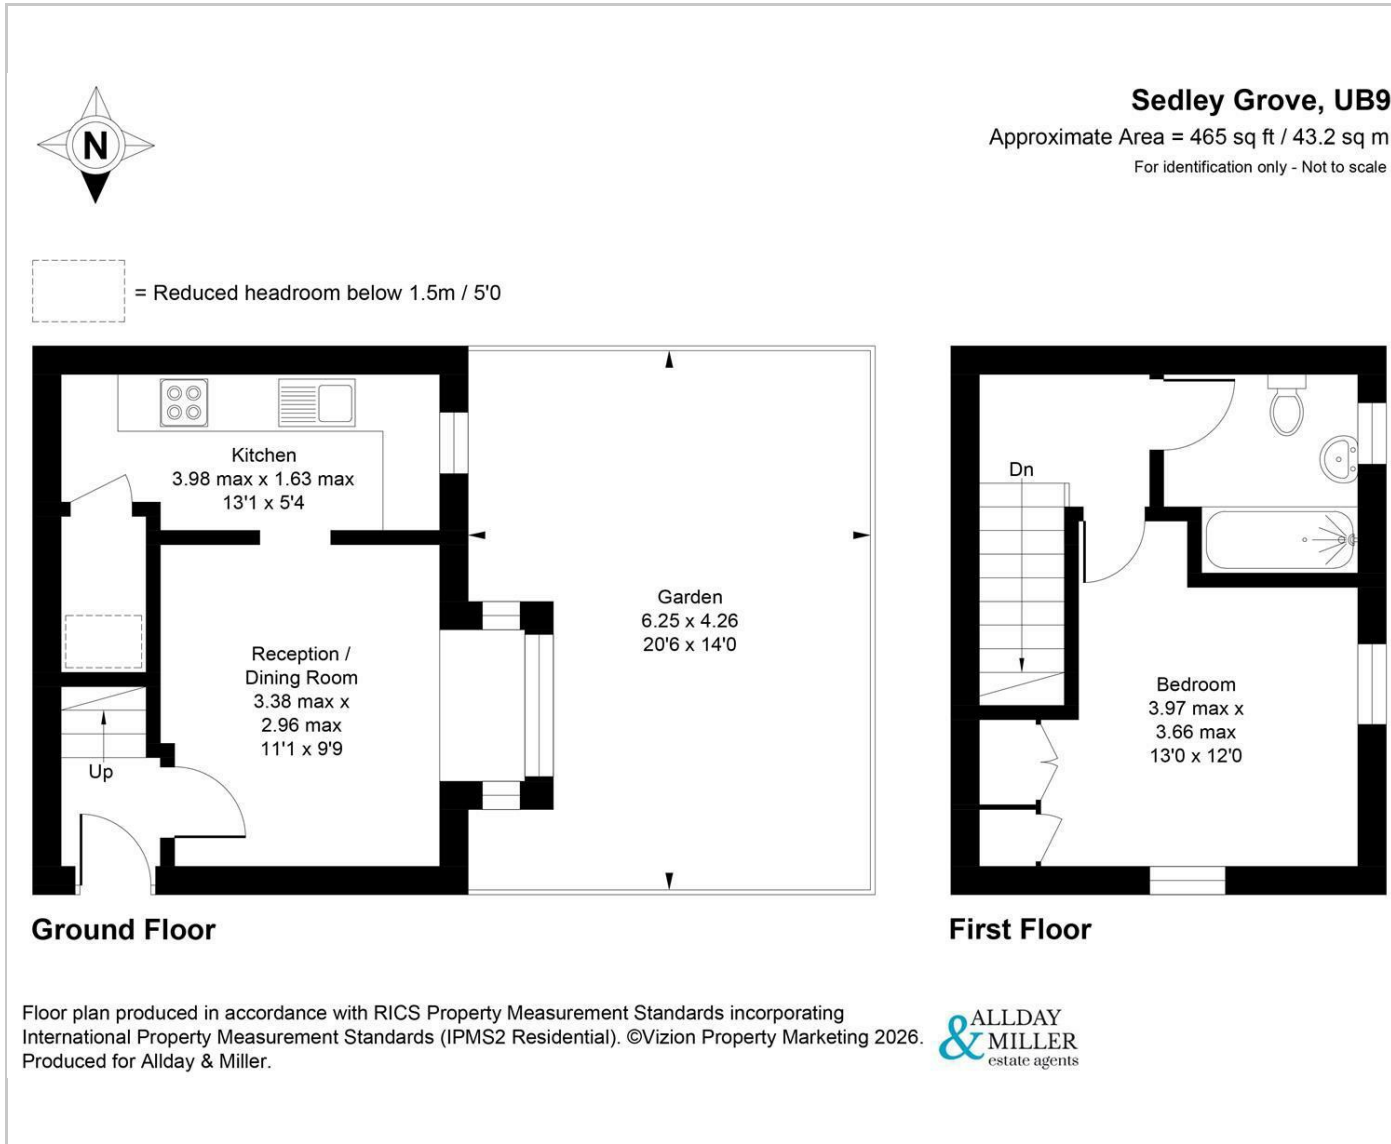 Sedley Grove, UB9
Approximate Area = 465 sq ft / 43.2 sq m
For identification only - Not to scale
N
= Reduced headroom below 1.5m / 5'0
Kitchen
3.98 max x 1.63 max
13'1 x 5'4
Reception /
Dining Room
3.38 max x
2.96 max
11'1 x 9'9
Up
Garden
6.25 x 4.26
20'6 x 14'0
Dn
Bedroom
3.97 max x
3.66 max
13'0 x 12'0
Ground Floor
First Floor
Floor plan produced in accordance with RICS Property Measurement Standards incorporating
International Property Measurement Standards (IPMS2 Residential). ©Vizion Property Marketing 2026.
Produced for Allday & Miller.
ALLDAY
& MILLER
estate agents